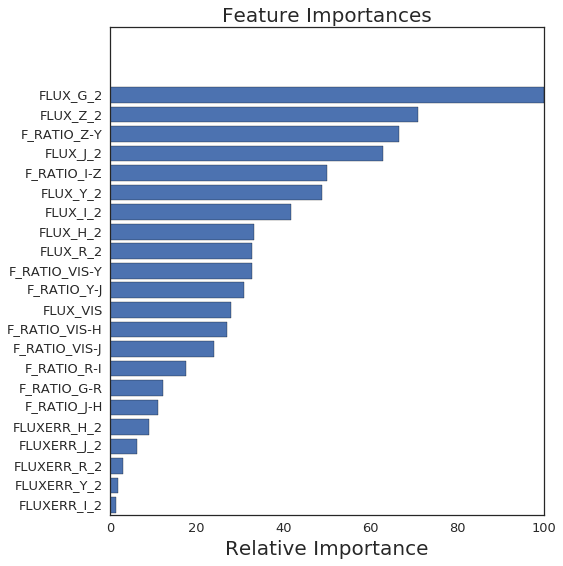 Feature Importances
FLUX_G_2
FLUX_Z_2
F_RATIO_Z-Y
FLUX_J_2
F_RATIO_I-Z
FLUX_Y_2
FLUX_I_2
FLUX_H_2
FLUX_R_2
F_RATIO_VIS-Y
F_RATIO_Y-J
FLUX_VIS
F_RATIO_VIS-H
F_RATIO_VIS-J
F_RATIO_R-I
F_RATIO_G-R
F_RATIO_J-H
FLUXERR_H_2
FLUXERR_J_2
FLUXERR_R_2
FLUXERR_Y_2
FLUXERR_I_2
0 20 40 60 80 100
Relative Importance